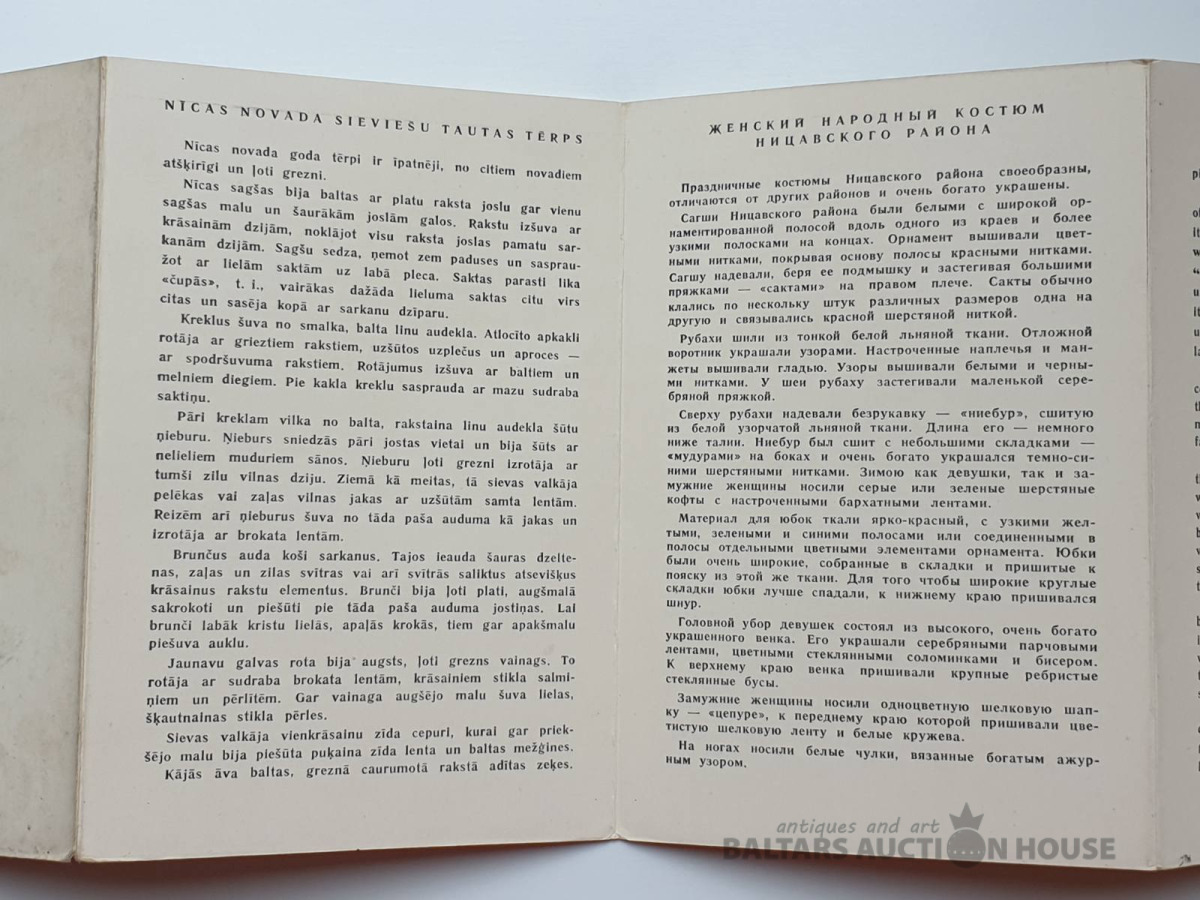 NĪCAS NOVADA SIEVIEŠU TAUTAS TĒRPS
Nīcas novada goda tērpi ir īpatnēji, no citiem novadiem
atšķirīgi un ļoti grezni.
Nīcas sagšas bija baltas ar platu raksta joslu gar vienu
sagšas malu un šaurākām joslām galos. Rakstu izšuva ar
krāsainām dzijām, noklājot visu raksta joslas pamatu sar-
kanām dzijām. Sagšu sedza, ņemot zem paduses un saspraư-
žot ar lielām saktām uz labā pleca. Saktas parasti lika
«čupās», t. i., vairākas dažāda lieluma saktas citu virs
citas un sasēja kopā ar sarkanu dzīparu.
Kreklus šuva no smalka, balta linu audekla. Atlocīto apkakli
rotāja ar grieztiem rakstiem, uzšūtos uzplečus un aproces —
ar spodršuvuma rakstiem. Rotājumus izšuva ar baltiem un
melniem diegiem. Pie kakla kreklu sasprauda ar mazu sudraba
saktiņu.
Pāri kreklam vilka no balta, rakstaina linu audekla šūtu
ņieburu. Ņieburs sniedzās pāri jostas vietai un bija šūts ar
nelieliem muduriem sānos. Ņieburu ļoti grezni izrotāja ar
tumši zilu vilnas dziju. Ziemā kā meitas, tā sievas valkāja
pelēkas vai zaļas vilnas jakas ar uzšūtām samta lentām.
Reizēm arī ņieburus šuva no tāda paša auduma kā jakas un
izrotāja ar brokata lentām.
Brunčus auda koši sarkanus. Tajos ieauda šauras dzelte-
nas, zaļas un zilas svītras vai arī svītrās saliktus atsevišķus
krāsainus rakstu elementus. Brunči bija ļoti plati, augšmalā
sakrokoti un piešūti pie tāda paša auduma jostiņas. Lai
brunči labāk kristu lielās, apaļās krokās, tiem gar apakšmalu
piešuva auklu.
Jaunavu galvas rota bija augsts, ļoti grezns vainags. To
rotāja ar sudraba brokata lentām, krāsainiem stikla salmi-
ņiem un pērlītēm. Gar vainaga augšējo malu šuva lielas,
šķautnainas stikla pērles.
Sievas valkāja vienkrāsainu zīda cepuri, kurai gar priek-
šējo malu bija piešūta puķaina zīda lenta un baltas mežģines.
Kājās āva baltas, greznā caurumotā rakstā adītas zeķes.
ЖЕНСКИЙ НАРОДНЫЙ КОСТЮМ
НИЦАВСКОГО РАЙОНА
Праздничные костюмы Ницавского района своеобразны,
отличаются от других районов и очень богато украшены.
Сагши Ницавского района были белыми с широкой ор-
наментированной полосой вдоль одного из краев и более
узкими полосками на концах. Орнамент вышивали цвет-
ными нитками, покрывая основу полосы красными нитками.
Сагшу надевали, беря ее подмышку и застегивая большими
пряжками — «сактами» на правом плече. Сакты обычно
клались по нескольку штук различных размеров одна на
другую и связывались красной шерстяной ниткой.
Рубахи шили из тонкой белой льняной ткани. Отложной
воротник украшали узорами. Настроченные наплечья и ман-
жеты вышивали гладью. Узоры вышивали белыми и черны-
ми нитками. У шеи рубаху застегивали маленькой сере-
бряной пряжкой.
Сверху рубахи надевали безрукавку — «ниебур», сшитую
из белой узорчатой льняной ткани. Длина его — немного
ниже талии. Ниебур был сшит с небольшими складками —
«мудурами» на боках и очень богато украшался темно-си-
ними шерстяными нитками. Зимою как девушки, так и за-
мужние женщины носили серые или зеленые шерстяные
кофты с настроченными бархатными лентами.
Материал для юбок ткали ярко-красный, с узкими жел-
тыми, зелеными и синими полосами или соединенными в
полосы отдельными цветными элементами орнамента. Юбки
были очень широкие, собранные в складки и пришитые к
пояску из этой же ткани. Для того чтобы широкие круглые
складки юбки лучше спадали, к нижнему краю пришивался
шнур.
Головной убор девушек состоял из высокого, очень богато
украшенного венка. Его украшали серебряными парчовыми
лентами, цветными стеклянными соломинками и бисером.
К верхнему краю венка пришивали крупные ребристые
стеклянные бусы.
Замужние женщины носили одноцветную шелковую шап-
ку — «цепуре», к переднему краю которой пришивали цве-
тистую шелковую ленту и белые кружева.
На ногах носили белые чулки, вязанные богатым ажур-
ным узором.
antiques and art
BALTARS AUCTION HOUSE